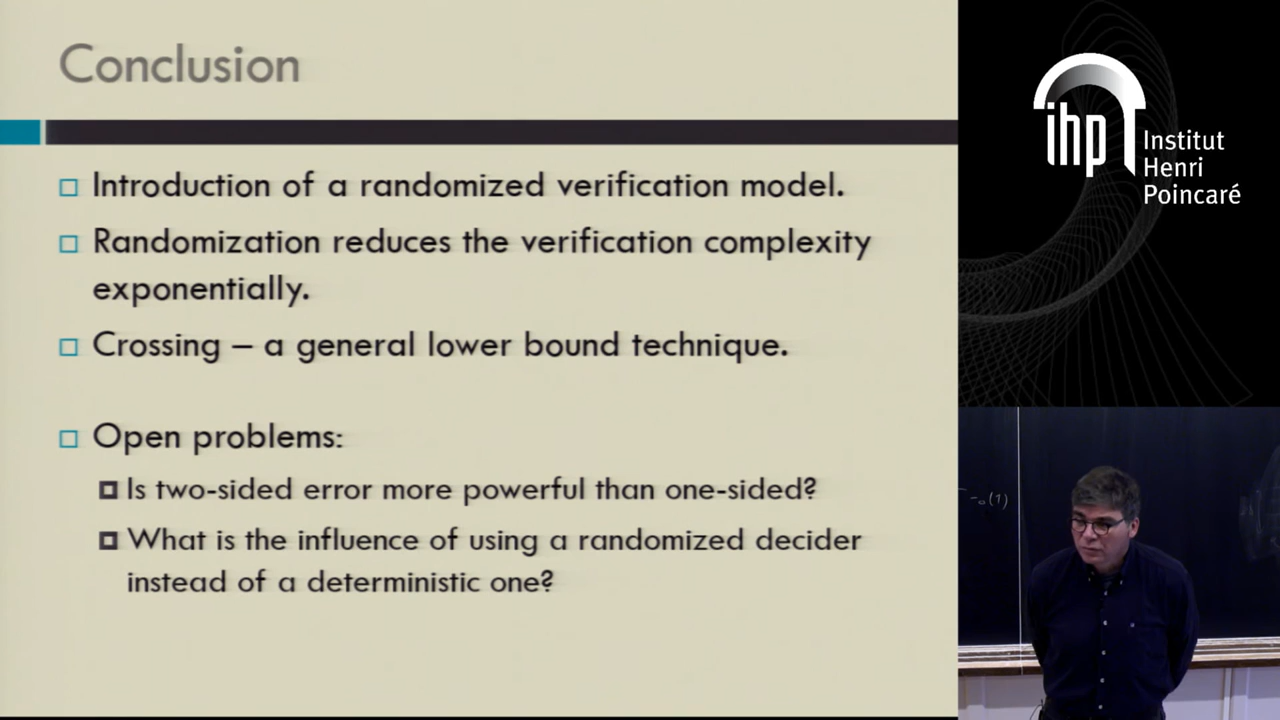 Conclusion
Introduction of a randomized verification model.
Randomization reduces the verification complexity
exponentially.
Crossing – a general lower bound technique.
Open problems:
Is two-sided error more powerful than one-sided?
What is the influence of using a randomized decider
instead of a deterministic one?
ihp
Institut
Henri
Poincaré
-o(1)